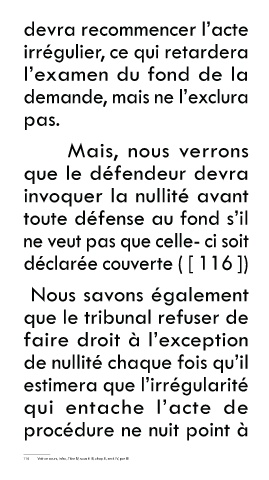 devra recommencer l'acte
irrégulier, ce qui retardera
l'examen du fond de la
demande, mais ne l'exclura
pas.
Mais, nous verrons
que le défendeur devra
invoquer la nullité avant
toute défense au fond s'il
ne veut pas que celle- ci soit
déclarée couverte ( [ 116 ])
Nous savons également
que le tribunal refuser de
faire droit à l'exception
de nullité chaque fois qu'il
estimera que l'irrégularité
qui entache l'acte de
procédure ne nuit point à